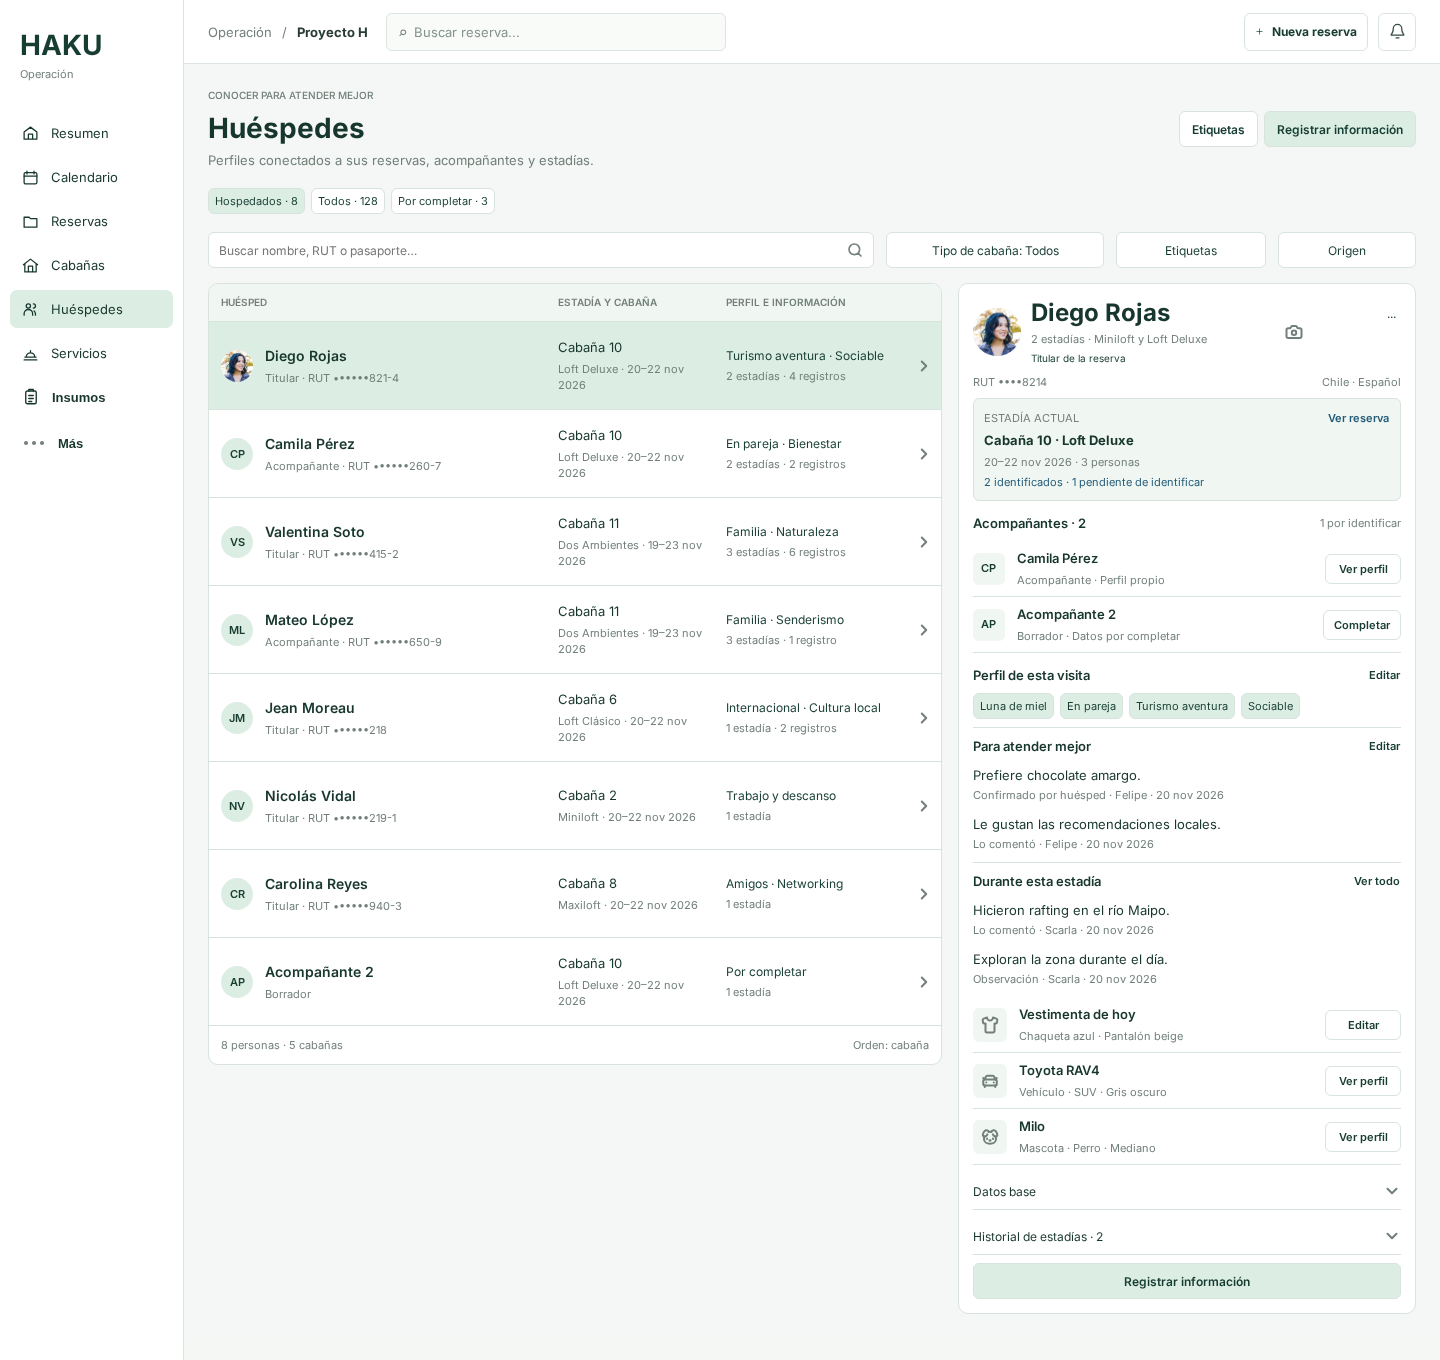 HAKU
Operación
Resumen
Calendario
Reservas
Cabañas
Huéspedes
Servicios
Insumos
Más
Operación / Proyecto H
Buscar reserva...
+ Nueva reserva
CONOCER PARA ATENDER MEJOR
Huéspedes
Perfiles conectados a sus reservas, acompañantes y estadías.
Etiquetas
Registrar información
Hospedados · 8
Todos · 128
Por completar · 3
Buscar nombre, RUT o pasaporte...
Tipo de cabaña: Todos
Etiquetas
Origen
HUÉSPED
ESTADÍA Y CABAÑA
PERFIL E INFORMACIÓN
Diego Rojas
Titular · RUT •••••821-4
Cabaña 10
Loft Deluxe · 20–22 nov
2026
Turismo aventura · Sociable
2 estadías · 4 registros
CP
Camila Pérez
Acompañante · RUT •••••260-7
Cabaña 10
Loft Deluxe · 20–22 nov
2026
En pareja · Bienestar
2 estadías · 2 registros
VS
Valentina Soto
Titular · RUT •••••415-2
Cabaña 11
Dos Ambientes · 19–23 nov
2026
Familia · Naturaleza
3 estadías · 6 registros
ML
Mateo López
Acompañante · RUT •••••650-9
Cabaña 11
Dos Ambientes · 19–23 nov
2026
Familia · Senderismo
3 estadías · 1 registro
JM
Jean Moreau
Titular · RUT •••••218
Cabaña 6
Loft Clásico · 20–22 nov
2026
Internacional · Cultura local
1 estadía · 2 registros
NV
Nicolás Vidal
Titular · RUT •••••219-1
Cabaña 2
Miniloft · 20–22 nov 2026
Trabajo y descanso
1 estadía
CR
Carolina Reyes
Titular · RUT •••••940-3
Cabaña 8
Maxiloft · 20–22 nov 2026
Amigos · Networking
1 estadía
AP
Acompañante 2
Borrador
Cabaña 10
Loft Deluxe · 20–22 nov
2026
Por completar
1 estadía
8 personas · 5 cabañas
Orden: cabaña
Diego Rojas
...
2 estadías · Miniloft y Loft Deluxe
Titular de la reserva
RUT ••••8214
Chile · Español
ESTADÍA ACTUAL
Ver reserva
Cabaña 10 · Loft Deluxe
20–22 nov 2026 · 3 personas
2 identificados · 1 pendiente de identificar
Acompañantes · 2
1 por identificar
CP
Camila Pérez
Acompañante · Perfil propio
Ver perfil
AP
Acompañante 2
Borrador · Datos por completar
Completar
Perfil de esta visita
Editar
Luna de miel
En pareja
Turismo aventura
Sociable
Para atender mejor
Editar
Prefiere chocolate amargo.
Confirmado por huésped · Felipe · 20 nov 2026
Le gustan las recomendaciones locales.
Lo comentó · Felipe · 20 nov 2026
Durante esta estadía
Ver todo
Hicieron rafting en el río Maipo.
Lo comentó · Scarla · 20 nov 2026
Exploran la zona durante el día.
Observación · Scarla · 20 nov 2026
Vestimenta de hoy
Chaqueta azul · Pantalón beige
Editar
Toyota RAV4
Vehículo · SUV · Gris oscuro
Ver perfil
Milo
Mascota · Perro · Mediano
Ver perfil
Datos base
Historial de estadías · 2
Registrar información